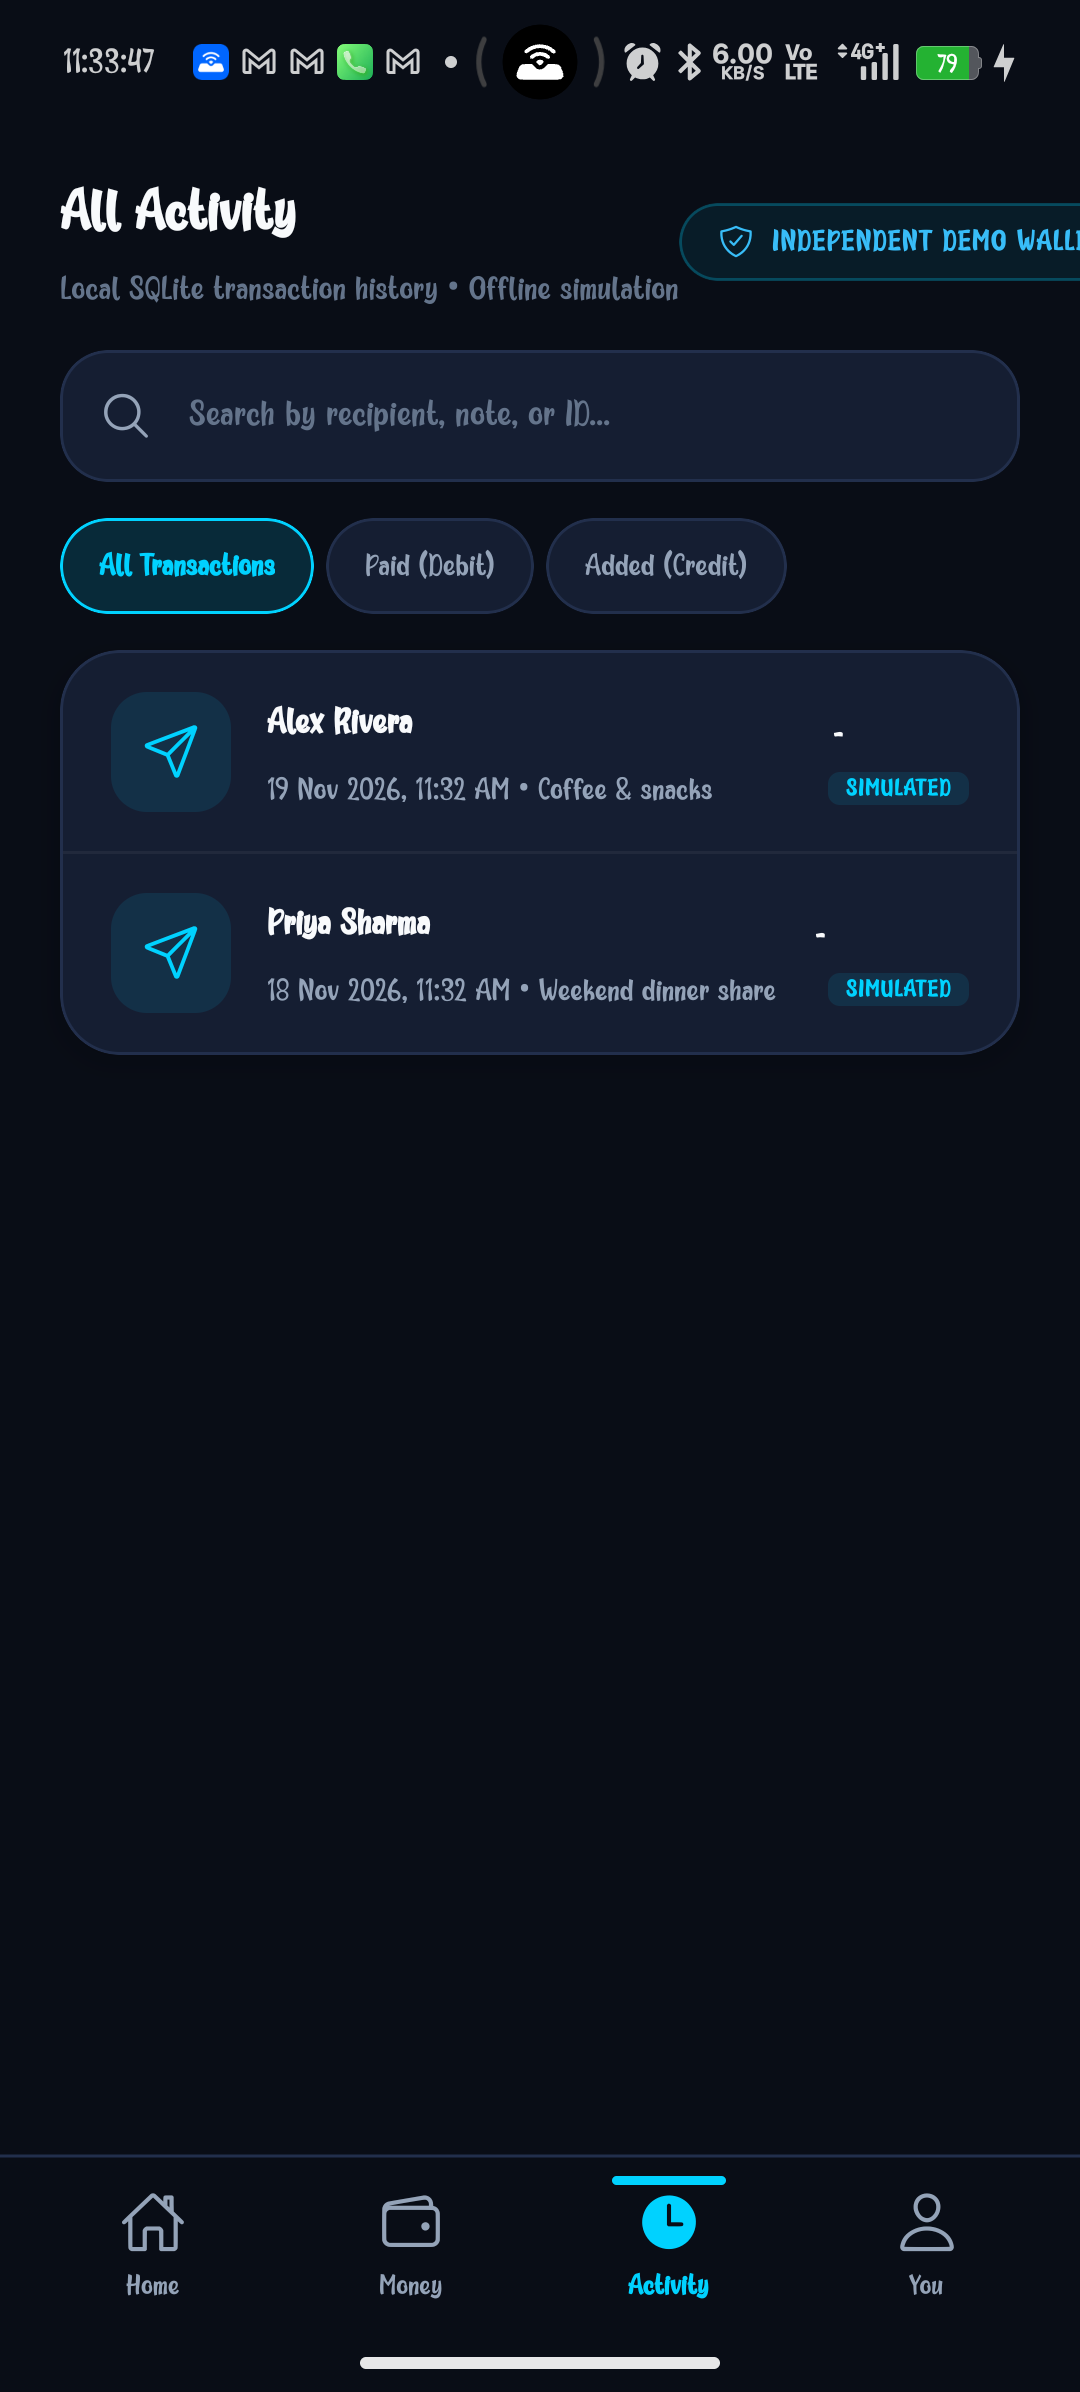 11:33:47
6.00 KB/S
Vo LTE
4G+
79
All Activity
INDEPENDENT DEMO
Local SQLite transaction history • Offline simulation
Search by recipient, note, or ID...
All Transactions
Paid (Debit)
Added (Credit)
Alex Rivera
-
19 Nov 2026, 11:32 AM • Coffee & snacks
SIMULATED
Priya Sharma
-
18 Nov 2026, 11:32 AM • Weekend dinner share
SIMULATED
Home
Money
Activity
You